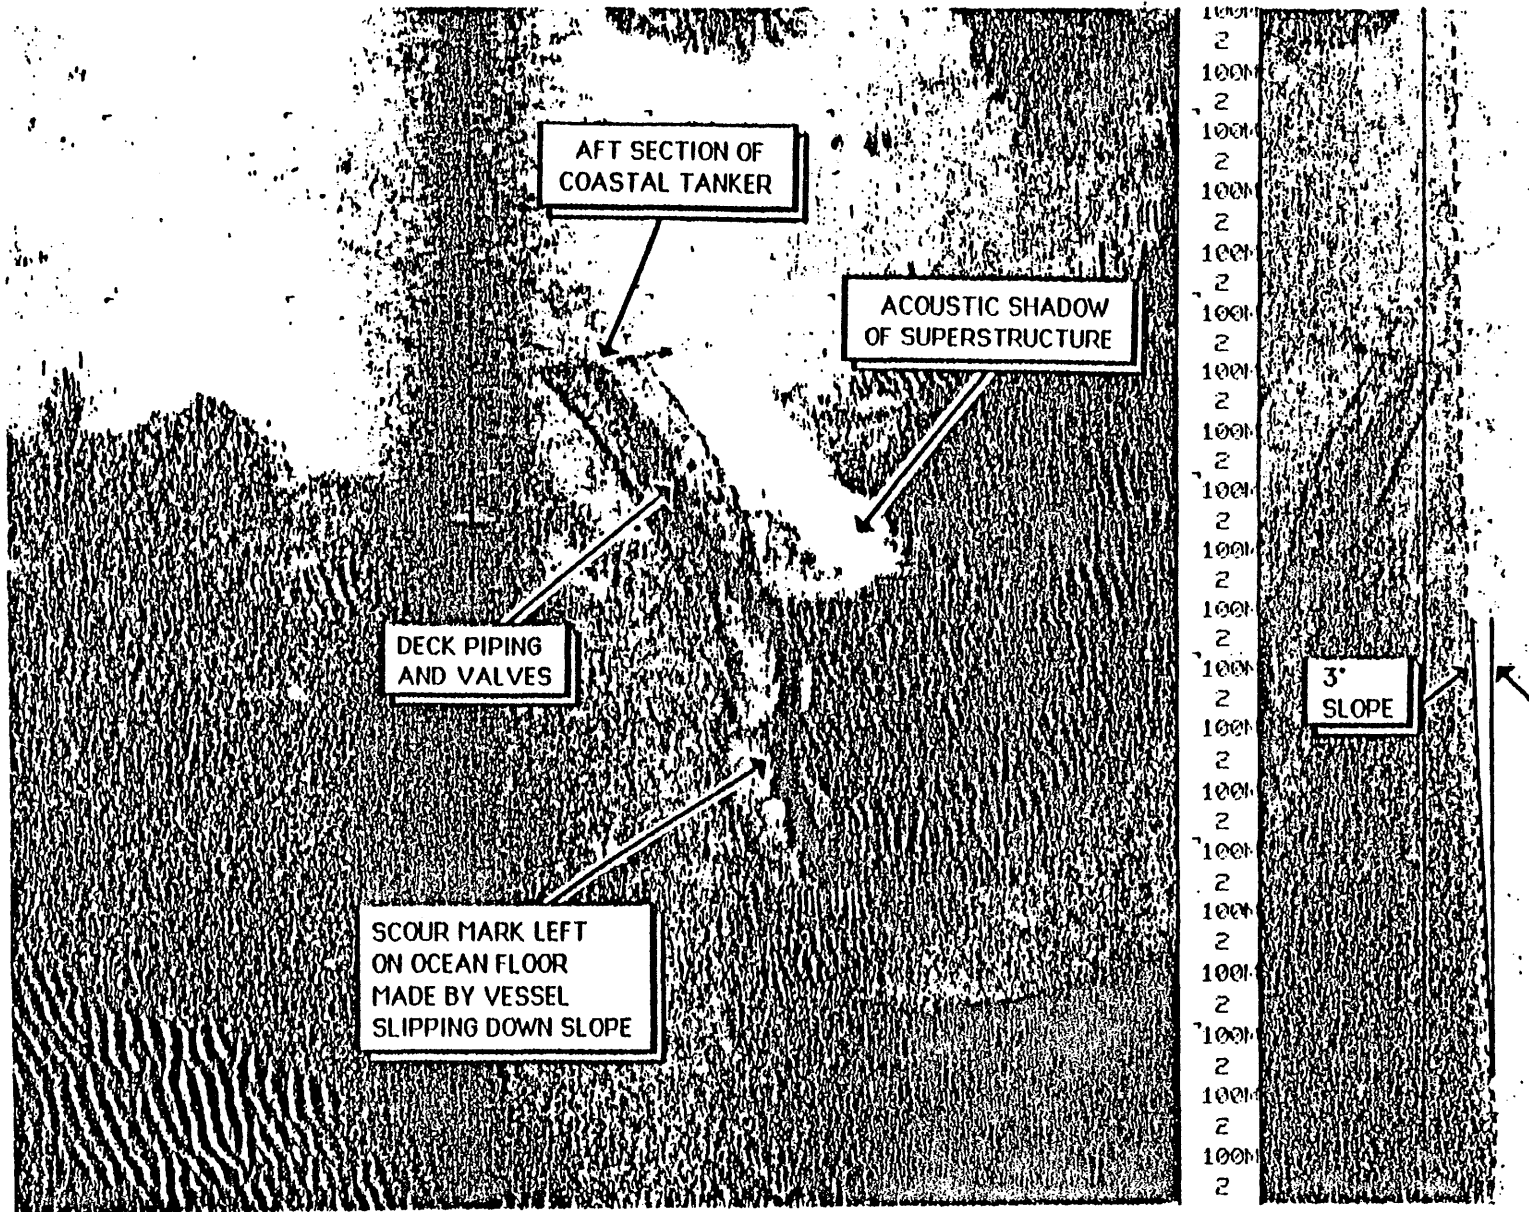 AFT SECTION OF
COASTAL TANKER
ACOUSTIC SHADOW
OF SUPERSTRUCTURE
DECK PIPING
AND VALVES
3°
SLOPE
SCOUR MARK LEFT
ON OCEAN FLOOR
MADE BY VESSEL
SLIPPING DOWN SLOPE
100M
2
100M
2
100M
2
100M
2
100M
2
100M
2
100M
2
100M
2
100M
2
100M
2
100M
2
100M
2
100M
2
100M
2
100M
2
100M
2
100M
2
100M
2
100M
2
100M
2